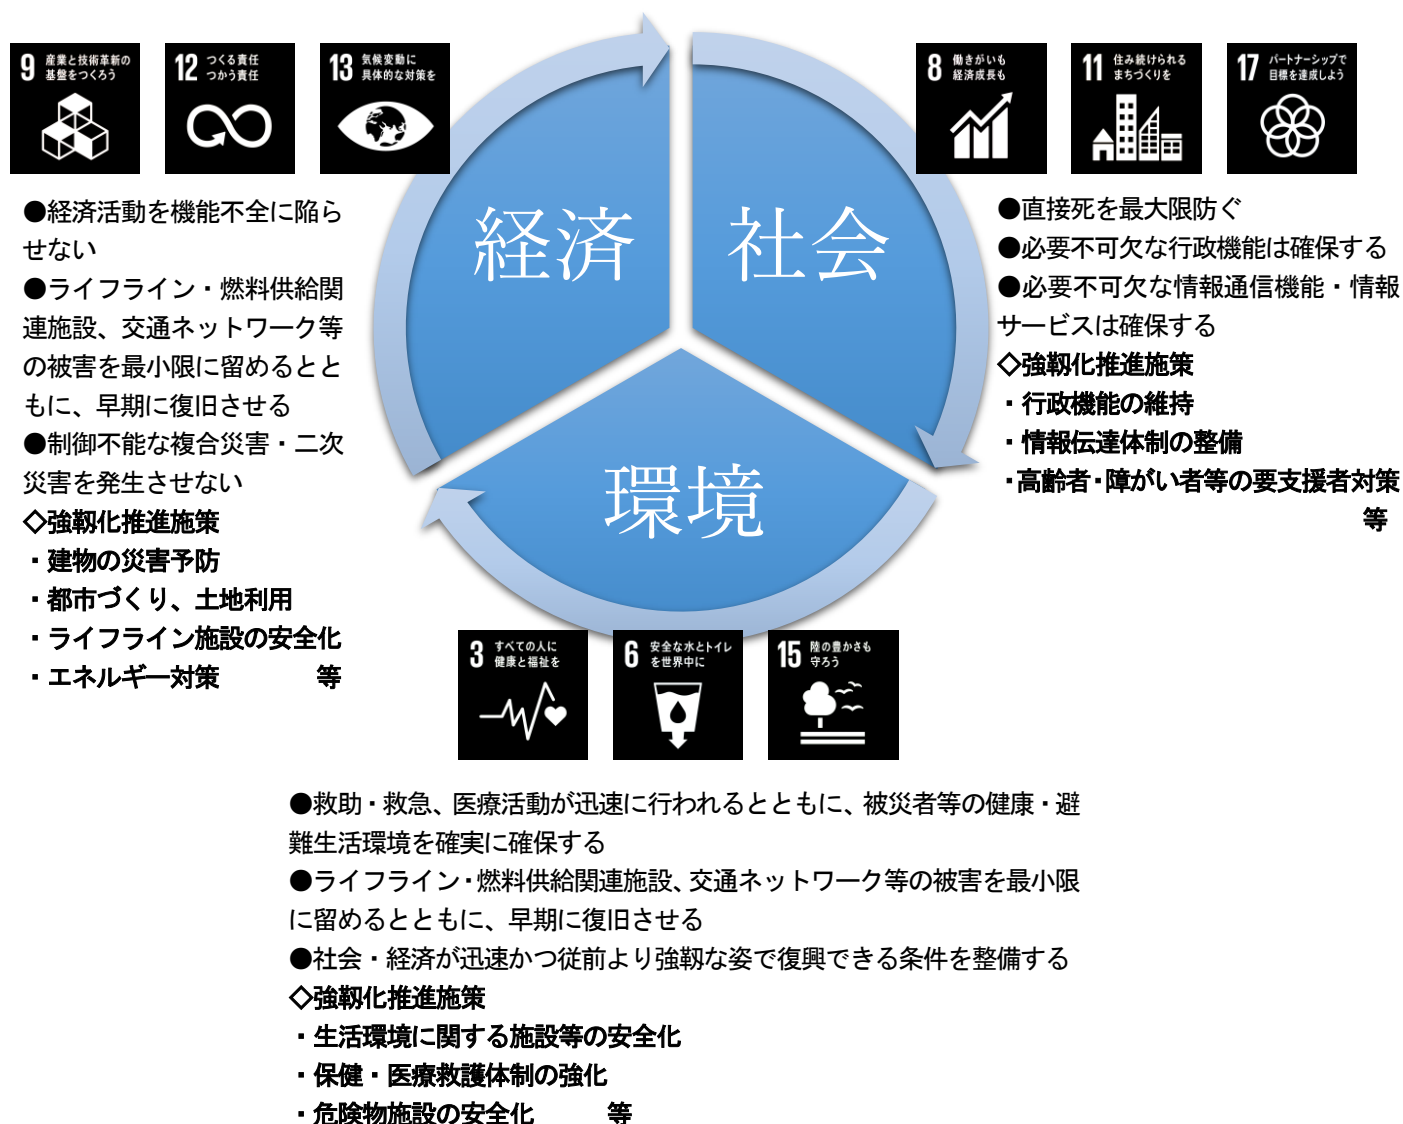 9 産業と技術革新の
基盤をつくろう
12 つくる責任
つかう責任
13 気候変動に
具体的な対策を
8 働きがいも
経済成長も
11 住み続けられる
まちづくりを
17 パートナーシップで
目標を達成しよう
経済
社会
環境
●経済活動を機能不全に陥ら
せない
●ライフライン・燃料供給関
連施設、交通ネットワーク等
の被害を最小限に留めるとと
もに、早期に復旧させる
●制御不能な複合災害・二次
災害を発生させない
◇強靱化推進施策
・建物の災害予防
・都市づくり、土地利用
・ライフライン施設の安全化
・エネルギー対策 等
●直接死を最大限防ぐ
●必要不可欠な行政機能は確保する
●必要不可欠な情報通信機能・情報
サービスは確保する
◇強靱化推進施策
・行政機能の維持
・情報伝達体制の整備
・高齢者・障がい者等の要支援者対策
等
3 すべての人に
健康と福祉を
6 安全な水とトイレ
を世界中に
15 陸の豊かさも
守ろう
●救助・救急、医療活動が迅速に行われるとともに、被災者等の健康・避
難生活環境を確実に確保する
●ライフライン・燃料供給関連施設、交通ネットワーク等の被害を最小限
に留めるとともに、早期に復旧させる
●社会・経済が迅速かつ従前より強靱な姿で復興できる条件を整備する
◇強靱化推進施策
・生活環境に関する施設等の安全化
・保健・医療救護体制の強化
・危険物施設の安全化 等